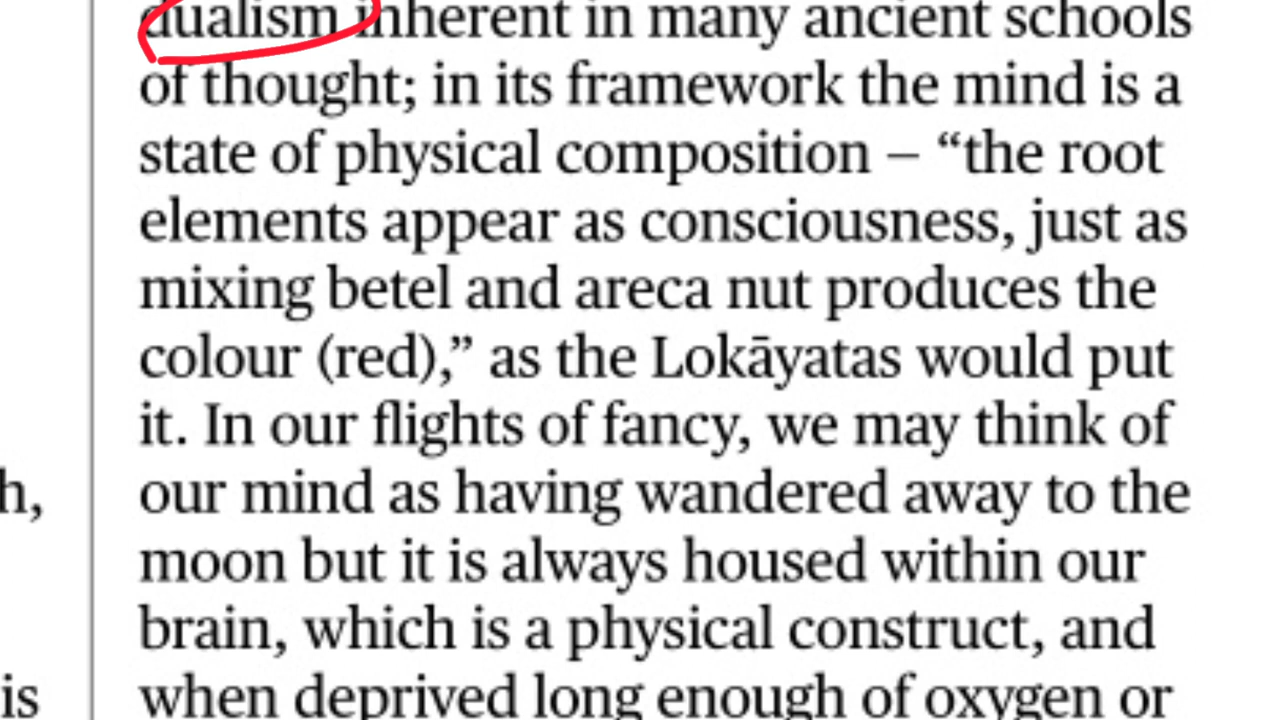 dualism inherent in many ancient schools
of thought; in its framework the mind is a
state of physical composition – “the root
elements appear as consciousness, just as
mixing betel and areca nut produces the
colour (red),” as the Lokāyatas would put
it. In our flights of fancy, we may think of
h,
our mind as having wandered away to the
moon but it is always housed within our
brain, which is a physical construct, and
is
when deprived long enough of oxygen or